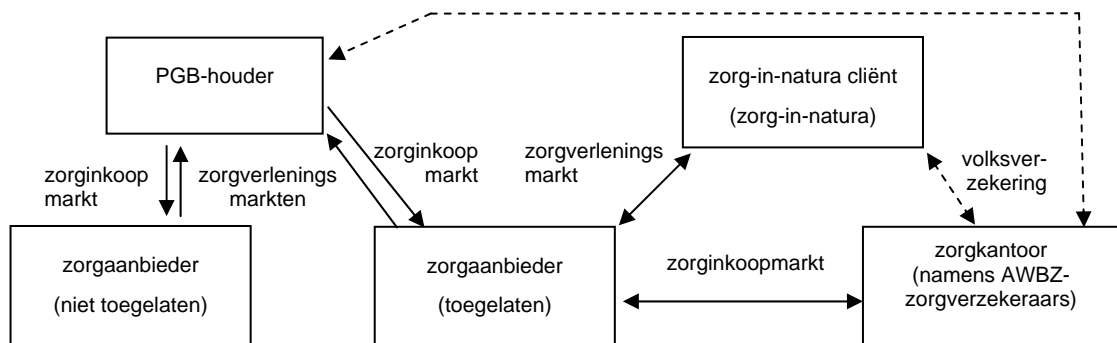 PGB-houder
zorg-in-natura cliënt
(zorg-in-natura)
zorginkoop
markt
zorgverlenings
markten
zorginkoop
markt
zorgverlenings
markt
volksver-
zekering
zorgaanbieder
(niet toegelaten)
zorgaanbieder
(toegelaten)
zorginkoopmarkt
zorgkantoor
(namens AWBZ-
zorgverzekeraars)